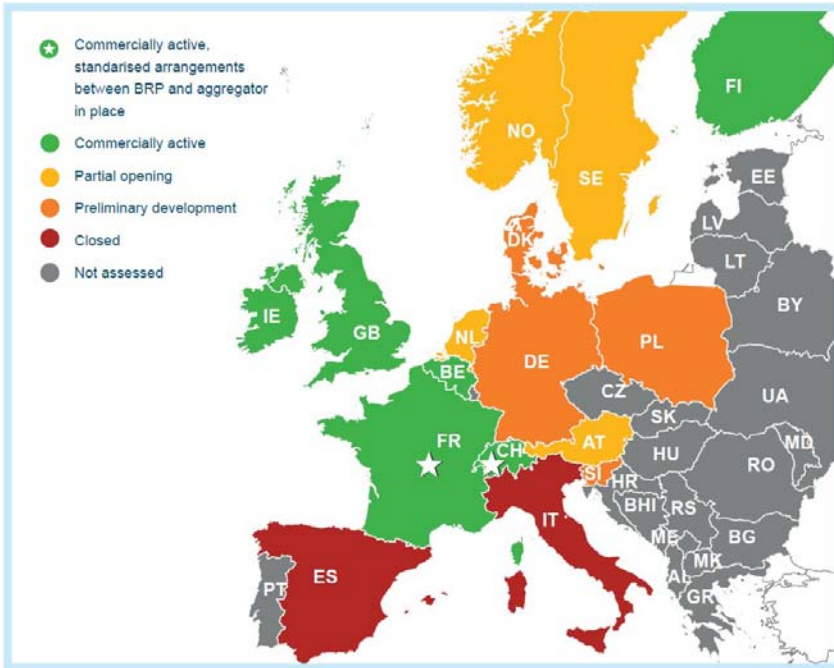 Commercially active,
standarised arrangements
between BRP and aggregator
in place
Commercially active
Partial opening
Preliminary development
Closed
Not assessed
FI
NO
SE
EE
LV
LT
DK
BY
IE
GB
NL
BE
DE
PL
CZ
UA
SK
FR
CH
AT
HU
MD
SI
HR
RO
BHI
RS
IT
ME
BG
MK
AL
GR
PT
ES